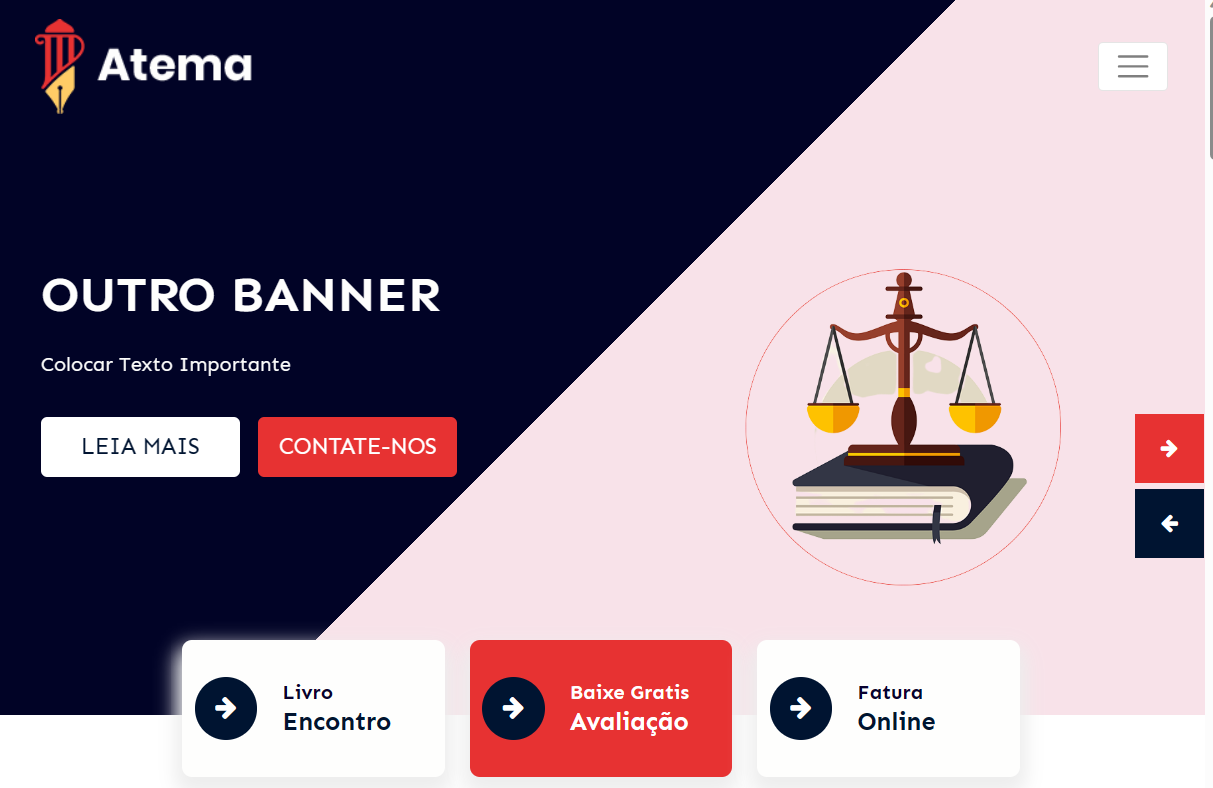 Atema
OUTRO BANNER
Colocar Texto Importante
LEIA MAIS
CONTATE-NOS
Livro
Encontro
Baixe Gratis
Avaliação
Fatura
Online